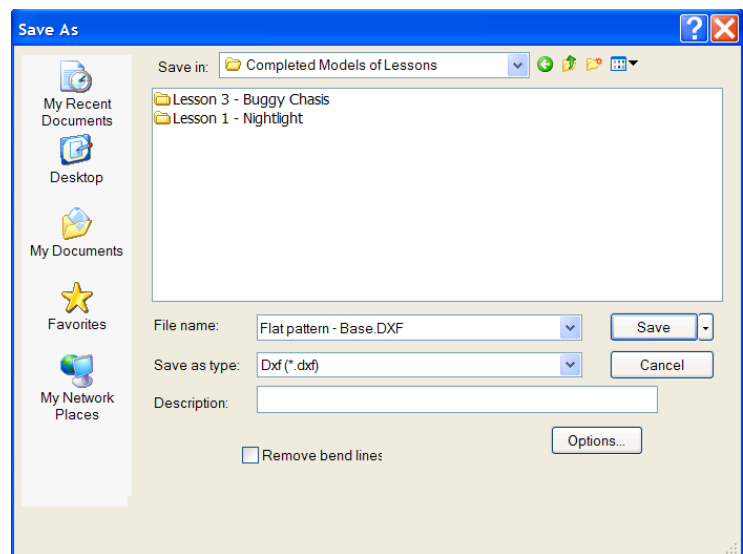 Save As
Save in: Completed Models of Lessons
Lesson 3 - Buggy Chasis
Lesson 1 - Nightlight
My Recent
Documents
Desktop
My Documents
Favorites
My Network
Places
File name: Flat pattern - Base.DXF Save
Save as type: Dxf (*.dxf) Cancel
Description:
Options...
Remove bend lines